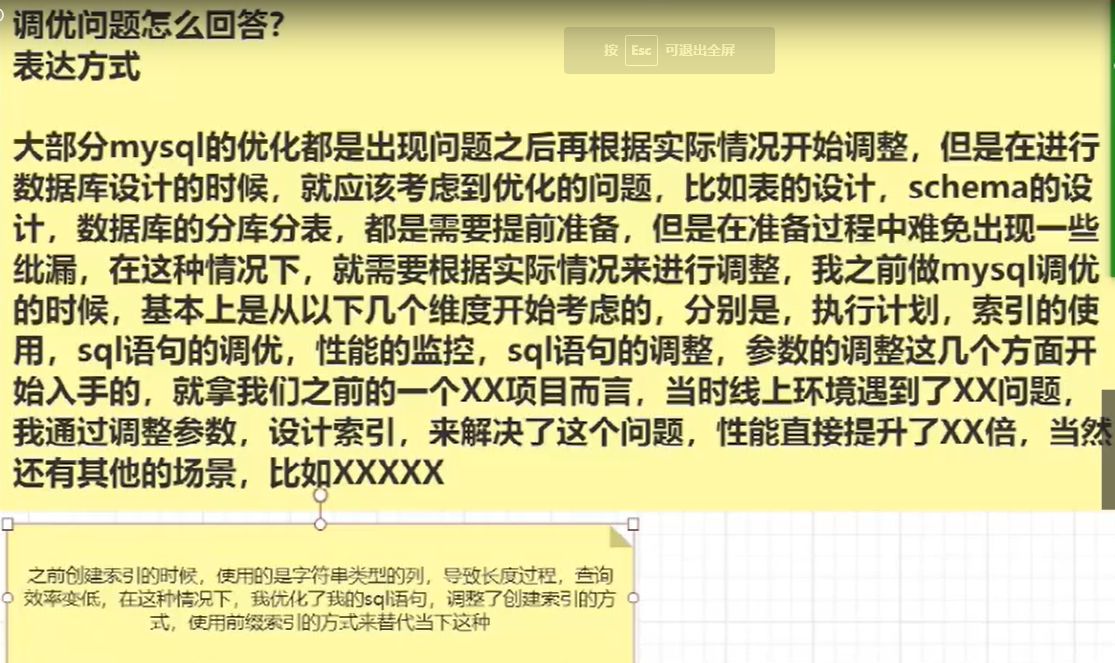 调优问题怎么回答？
按 Esc 可退出全屏
表达方式
大部分mysql的优化都是出现问题之后再根据实际情况开始调整，但是在进行
数据库设计的时候，就应该考虑到优化的问题，比如表的设计，schema的设
计，数据库的分库分表，都是需要提前准备，但是在准备过程中难免出现一些
纰漏，在这种情况下，就需要根据实际情况来进行调整，我之前做mysql调优
的时候，基本上是从以下几个维度开始考虑的，分别是，执行计划，索引的使
用，sql语句的调优，性能的监控，sql语句的调整，参数的调整这几个方面开
始入手的，就拿我们之前的一个XX项目而言，当时线上环境遇到了XX问题，
我通过调整参数，设计索引，来解决了这个问题，性能直接提升了XX倍，当然
还有其他的场景，比如XXXXX
之前创建索引的时候，使用的是字符串类型的列，导致长度过程，查询
效率变低，在这种情况下，我优化了我的sql语句，调整了创建索引的方
式，使用前缀索引的方式来替代当下这种